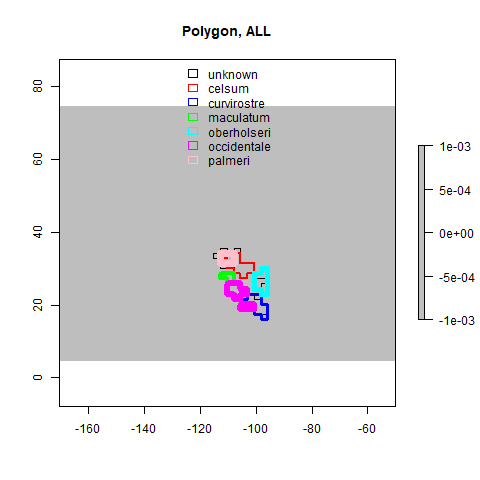 Polygon, ALL
unknown
celsum
curvirostre
maculatum
oberholseri
occidentale
palmeri
80
60
40
20
0
-160
-140
-120
-100
-80
-60
1e-03
5e-04
0e+00
-5e-04
-1e-03